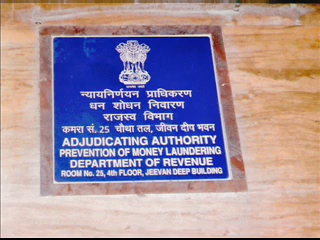 न्यायनिर्णयन प्राधिकरण
धन शोधन निवारण
राजस्व विभाग
कमरा सं. 25 चौथा तल, जीवन दीप भवन
ADJUDICATING AUTHORITY
PREVENTION OF MONEY LAUNDERING
DEPARTMENT OF REVENUE
ROOM No. 25, 4th FLOOR, JEEVAN DEEP BUILDING